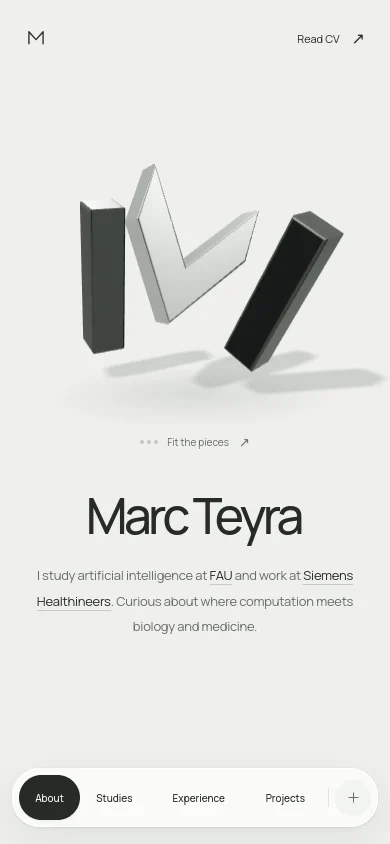 M
Read CV ↗
Fit the pieces ↗
Marc Teyra
I study artificial intelligence at FAU and work at Siemens
Healthineers. Curious about where computation meets
biology and medicine.
About Studies Experience Projects +